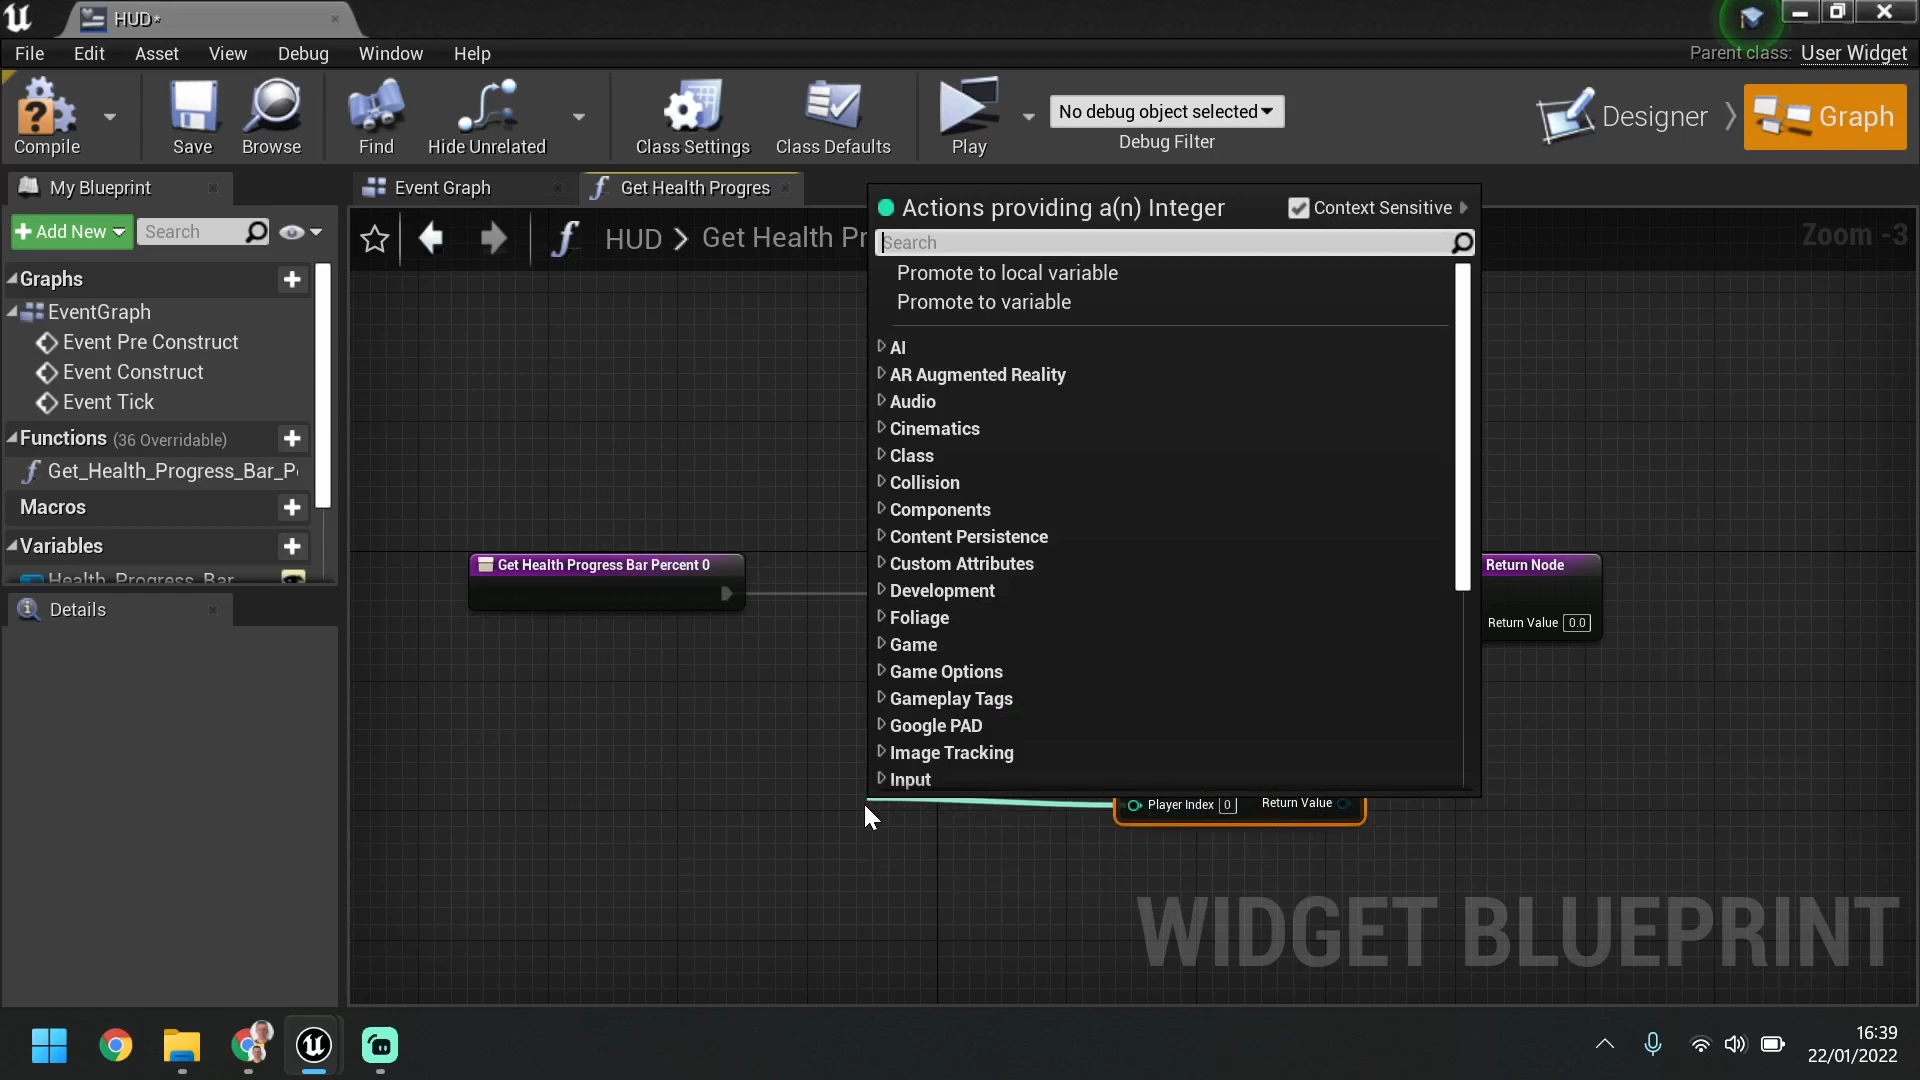 HUD*
File Edit Asset View Debug Window Help
Parent class: User Widget
Compile
Save
Browse
Find
Hide Unrelated
Class Settings
Class Defaults
Play
No debug object selected
Debug Filter
Designer
Graph
My Blueprint
Event Graph
Get Health Progres
Add New
Search
HUD > Get Health Pr
Zoom -3
Actions providing a(n) Integer
Context Sensitive
Search
Promote to local variable
Promote to variable
AI
AR Augmented Reality
Audio
Cinematics
Class
Collision
Components
Content Persistence
Custom Attributes
Development
Foliage
Game
Game Options
Gameplay Tags
Google PAD
Image Tracking
Input
Graphs
EventGraph
Event Pre Construct
Event Construct
Event Tick
Functions (36 Overridable)
Get_Health_Progress_Bar_P
Macros
Variables
Health_Progress_Bar
Details
Get Health Progress Bar Percent 0
Return Node
Return Value 0.0
Player Index 0 Return Value
WIDGET BLUEPRINT
16:39
22/01/2022